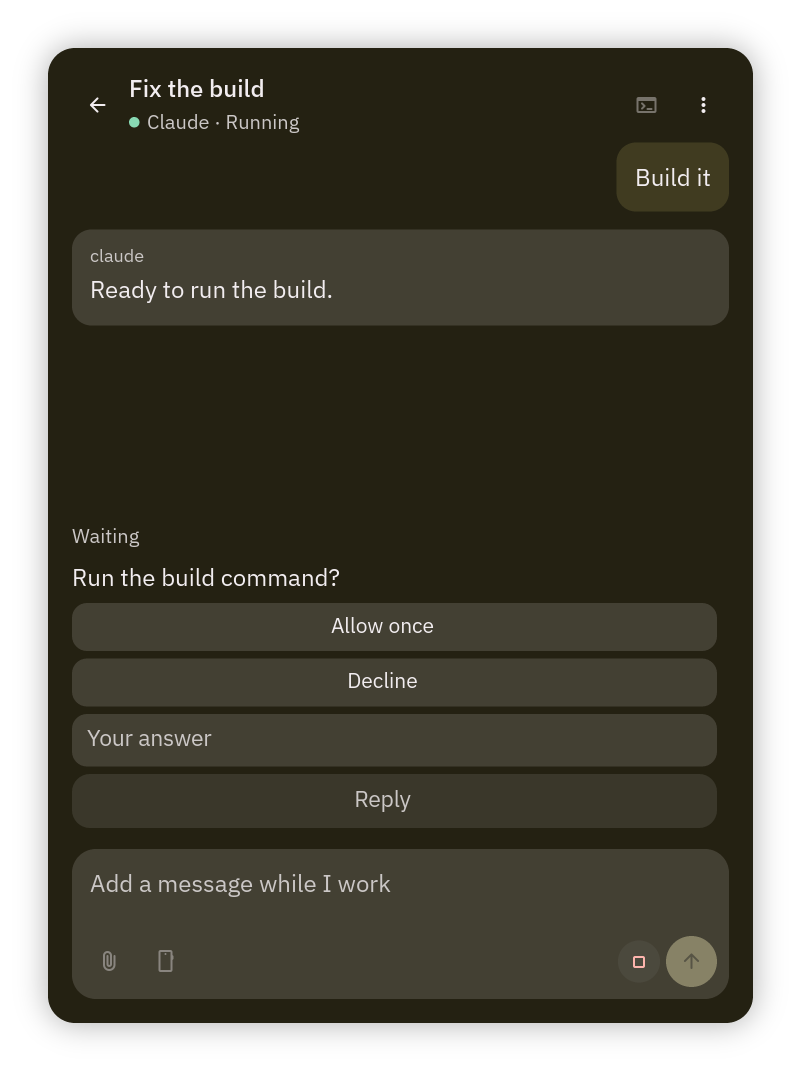 Fix the build
Claude · Running
Build it
claude
Ready to run the build.
Waiting
Run the build command?
Allow once
Decline
Your answer
Reply
Add a message while I work